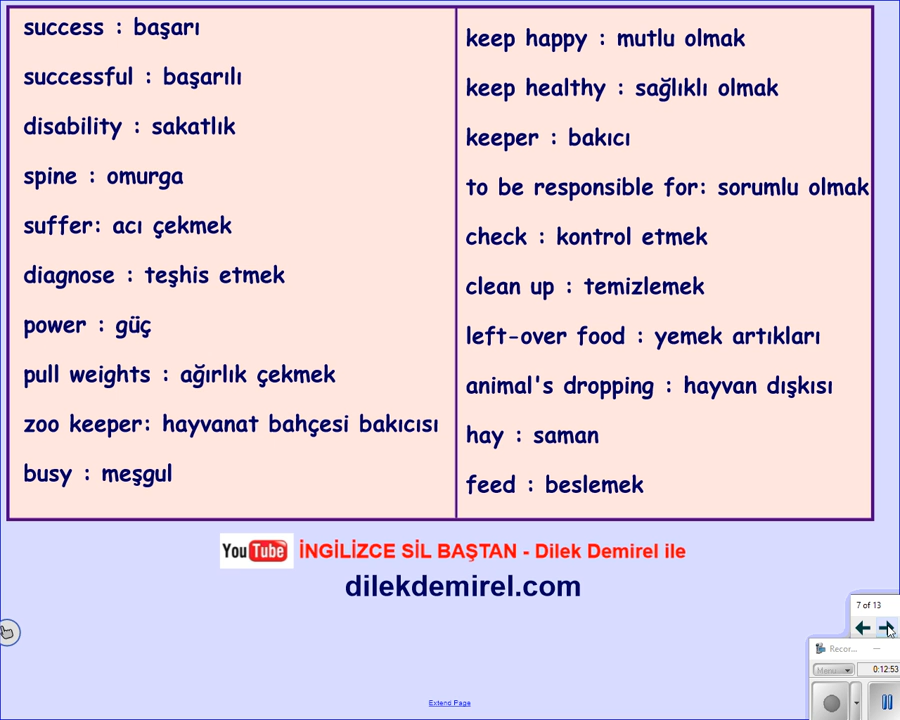 success : başarı
successful : başarılı
disability : sakatlık
spine : omurga
suffer: acı çekmek
diagnose : teşhis etmek
power : güç
pull weights : ağırlık çekmek
zoo keeper: hayvanat bahçesi bakıcısı
busy : meşgul
keep happy : mutlu olmak
keep healthy : sağlıklı olmak
keeper : bakıcı
to be responsible for: sorumlu olmak
check : kontrol etmek
clean up : temizlemek
left-over food : yemek artıkları
animal's dropping : hayvan dışkısı
hay : saman
feed : beslemek
YouTube İNGİLİZCE SİL BAŞTAN - Dilek Demirel ile
dilekdemirel.com
7 of 13
Recor...
Menu
0:12:53
Extend Page